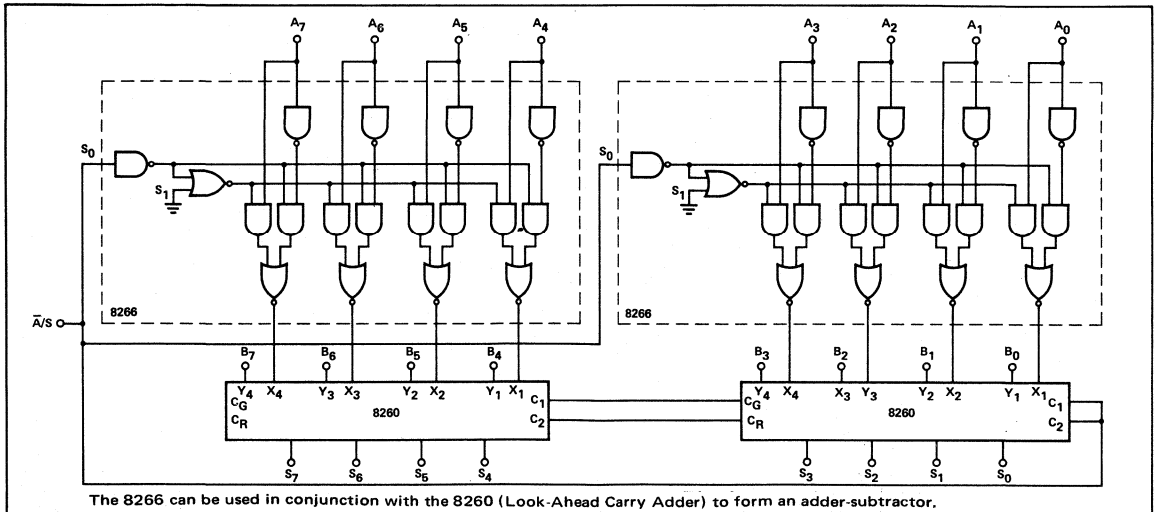 A7 A6 A5 A4 A3 A2 A1 A0
S0 S0
S1 S1
8266 8266
A̅/S
B7 B6 B5 B4 B3 B2 B1 B0
Y4 X4 Y3 X3 Y2 X2 Y1 X1 Y4 X4 X3 Y3 Y2 X2 Y1 X1
CG 8260 C1 CG 8260 C1
CR C2 CR C2
S7 S6 S5 S4 S3 S2 S1 S0
The 8266 can be used in conjunction with the 8260 (Look-Ahead Carry Adder) to form an adder-subtractor.